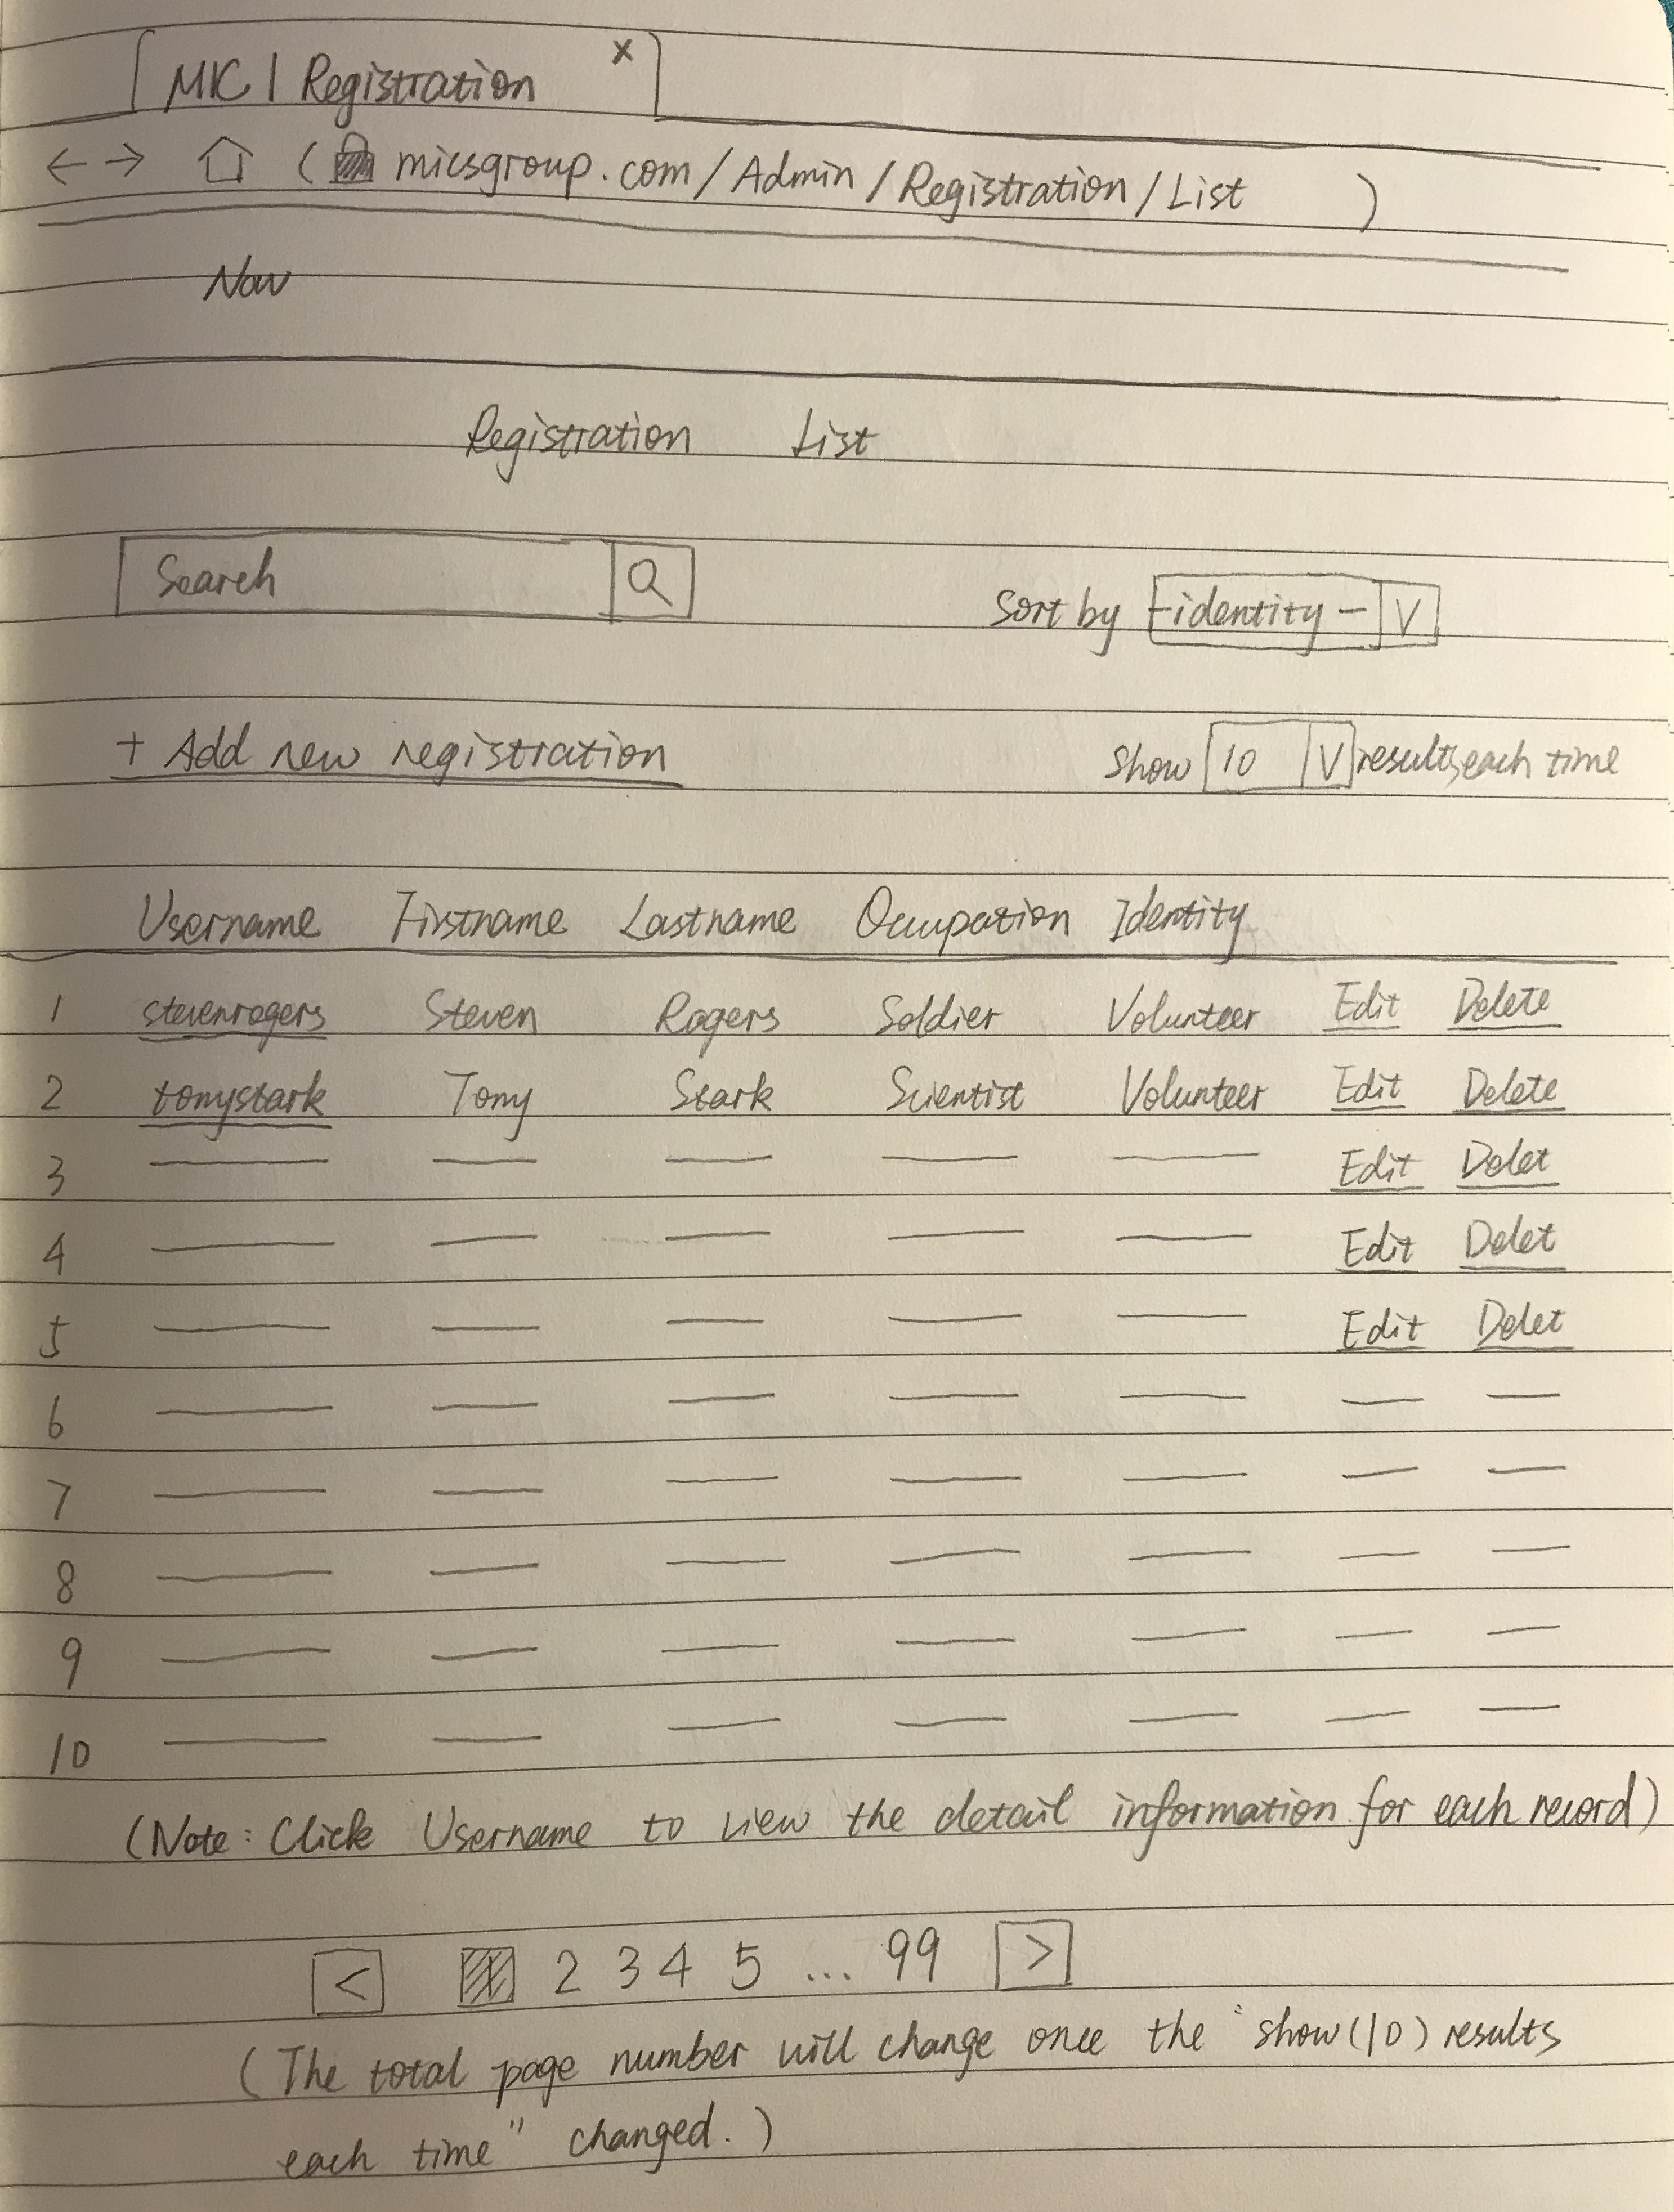 MIC | Registration x
← → micsgroup.com/Admin/Registration/List
Nav
Registration List
Search
Sort by -identity- V
+ Add new registration
Show 10 V results each time
Username Firstname Lastname Occupation Identity
1 stevenrogers Steven Rogers Soldier Volunteer Edit Delete
2 tonystark Tony Stark Scientist Volunteer Edit Delete
3 Edit Delet
4 Edit Delet
5 Edit Delet
6
7
8
9
10
(Note: Click Username to view the detail information for each record)
< 1 2 3 4 5 ... 99 >
(The total page number will change once the "show(10) results
each time" changed.)